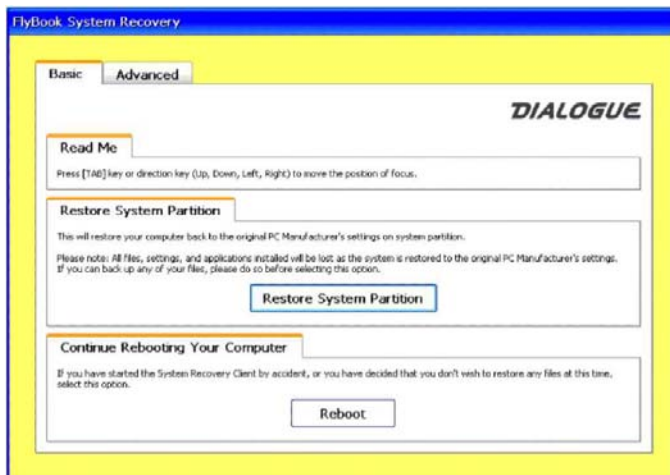 FlyBook System Recovery
Basic
Advanced
DIALOGUE
Read Me
Press [TAB] key or direction key (Up, Down, Left, Right) to move the position of focus.
Restore System Partition
This will restore your computer back to the original PC Manufacturer's settings on system partition.
Please note: All files, settings, and applications installed will be lost as the system is restored to the original PC Manufacturer's settings.
If you can back up any of your files, please do so before selecting this option.
Restore System Partition
Continue Rebooting Your Computer
If you have started the System Recovery Client by accident, or you have decided that you don't wish to restore any files at this time,
select this option.
Reboot